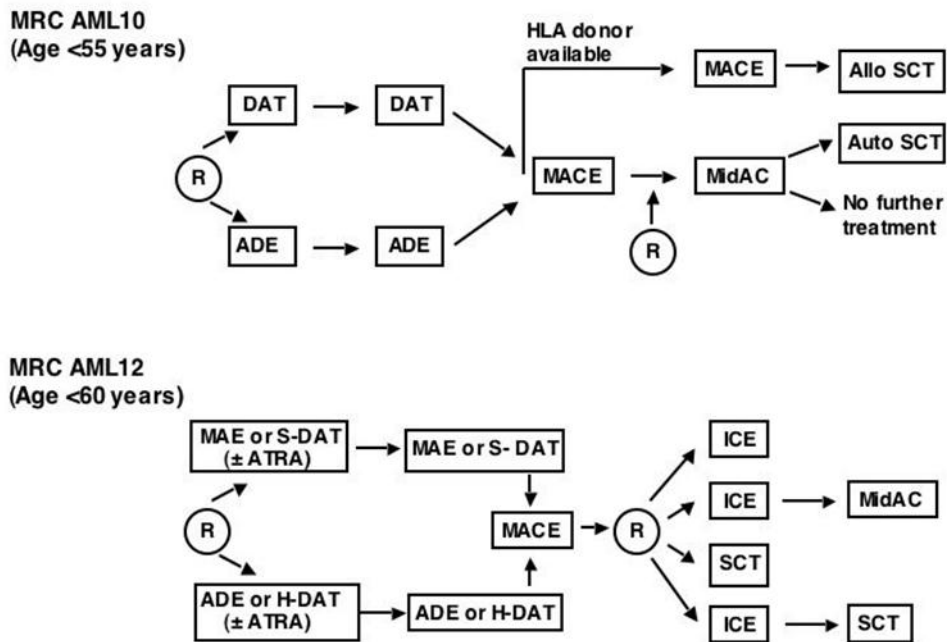 MRC AML10
(Age <55 years)
HLA donor
available
MACE
Allo SCT
DAT
DAT
R
MACE
MidAC
Auto SCT
No further
treatment
ADE
ADE
R
MRC AML12
(Age <60 years)
MAE or S-DAT
(± ATRA)
MAE or S- DAT
ICE
R
MACE
R
ICE
MidAC
SCT
ADE or H-DAT
(± ATRA)
ADE or H-DAT
ICE
SCT